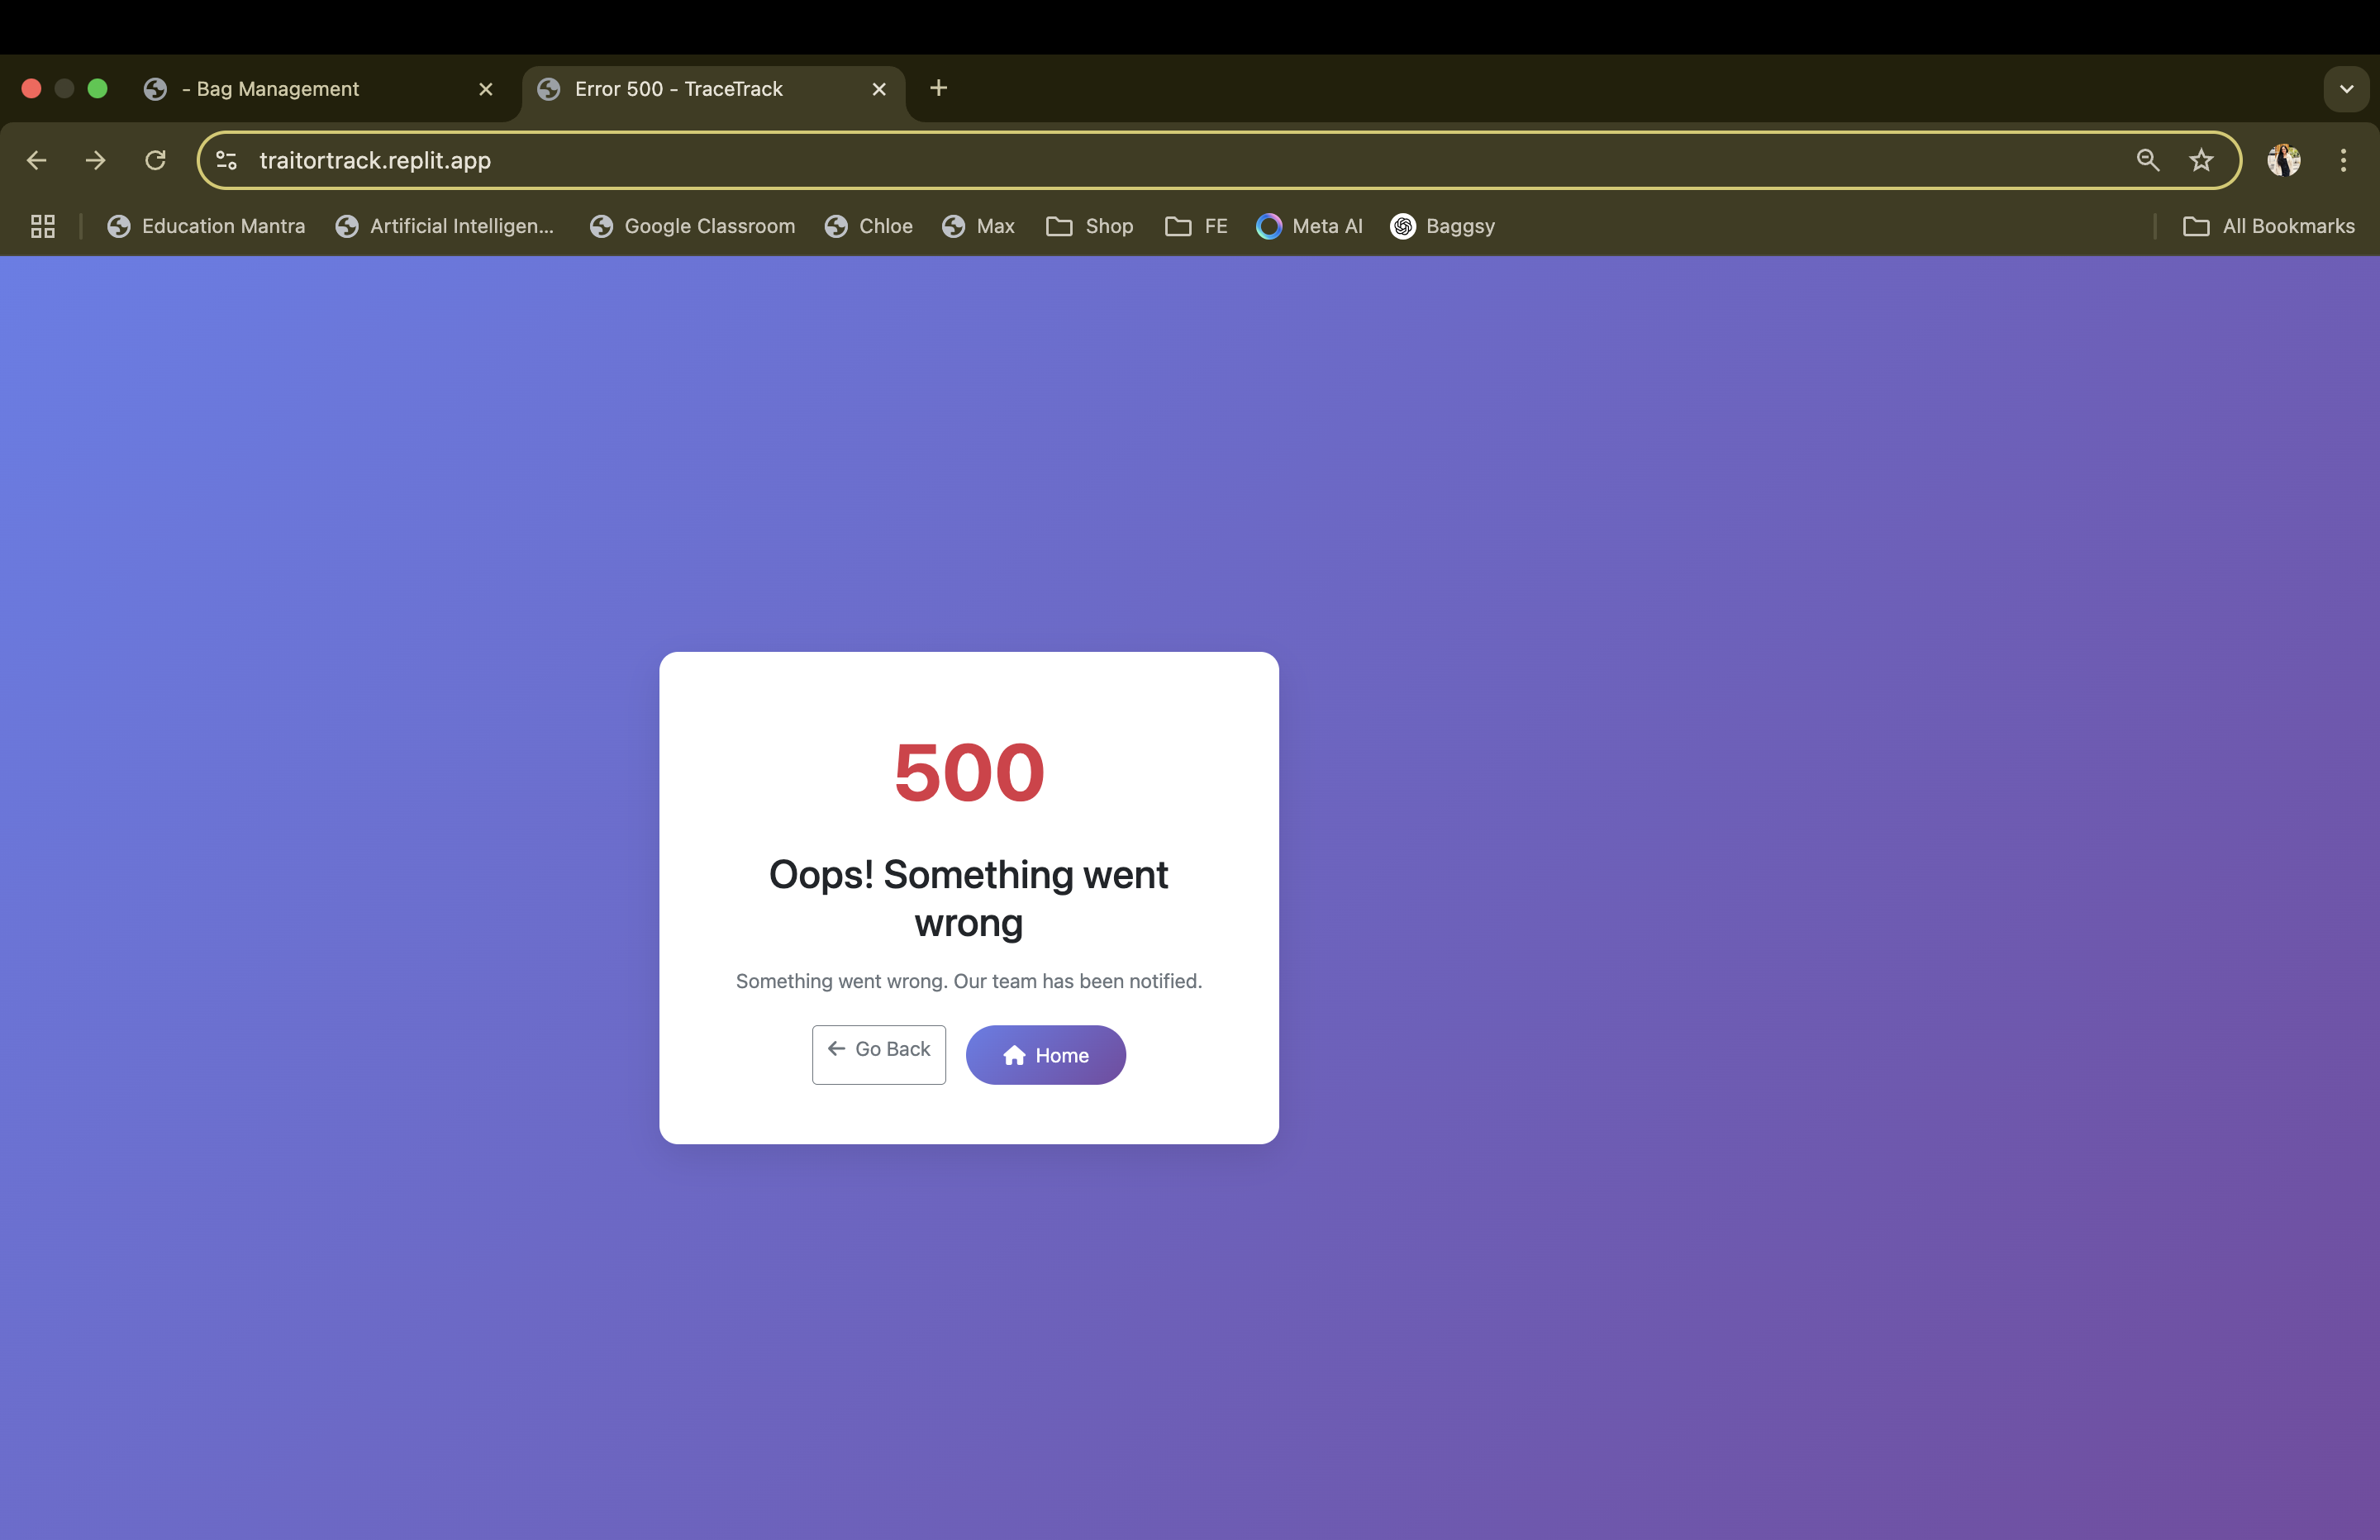 - Bag Management
Error 500 - TraceTrack
traitortrack.replit.app
Education Mantra
Artificial Intelligen...
Google Classroom
Chloe
Max
Shop
FE
Meta AI
Baggsy
All Bookmarks
500
Oops! Something went
wrong
Something went wrong. Our team has been notified.
Go Back
Home